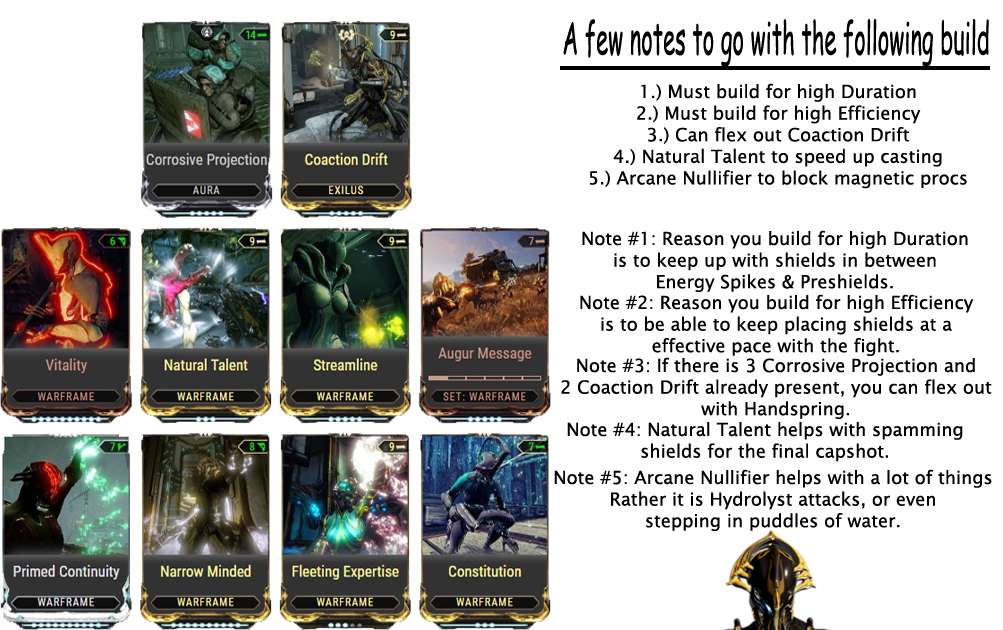 A few notes to go with the following build
14
9
Corrosive Projection
Coaction Drift
AURA
EXILUS
1.) Must build for high Duration
2.) Must build for high Efficiency
3.) Can flex out Coaction Drift
4.) Natural Talent to speed up casting
5.) Arcane Nullifier to block magnetic procs
6
9
9
7
Vitality
Natural Talent
Streamline
Augur Message
WARFRAME
WARFRAME
WARFRAME
SET: WARFRAME
Note #1: Reason you build for high Duration
is to keep up with shields in between
Energy Spikes & Preshields.
Note #2: Reason you build for high Efficiency
is to be able to keep placing shields at a
effective pace with the fight.
Note #3: If there is 3 Corrosive Projection and
2 Coaction Drift already present, you can flex out
with Handspring.
Note #4: Natural Talent helps with spamming
shields for the final capshot.
Note #5: Arcane Nullifier helps with a lot of things
Rather it is Hydrolyst attacks, or even
stepping in puddles of water.
7
8
9
7
Primed Continuity
Narrow Minded
Fleeting Expertise
Constitution
WARFRAME
WARFRAME
WARFRAME
WARFRAME